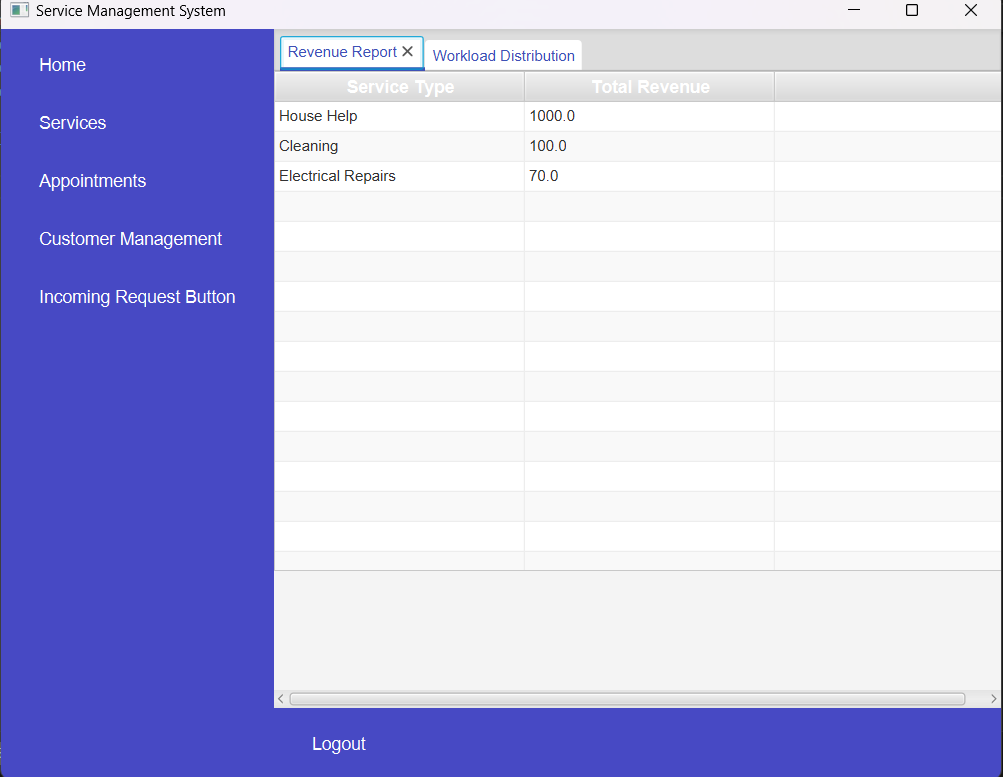 Service Management System
Home
Services
Appointments
Customer Management
Incoming Request Button
Revenue Report
Workload Distribution
Service Type Total Revenue
House Help 1000.0
Cleaning 100.0
Electrical Repairs 70.0
Logout